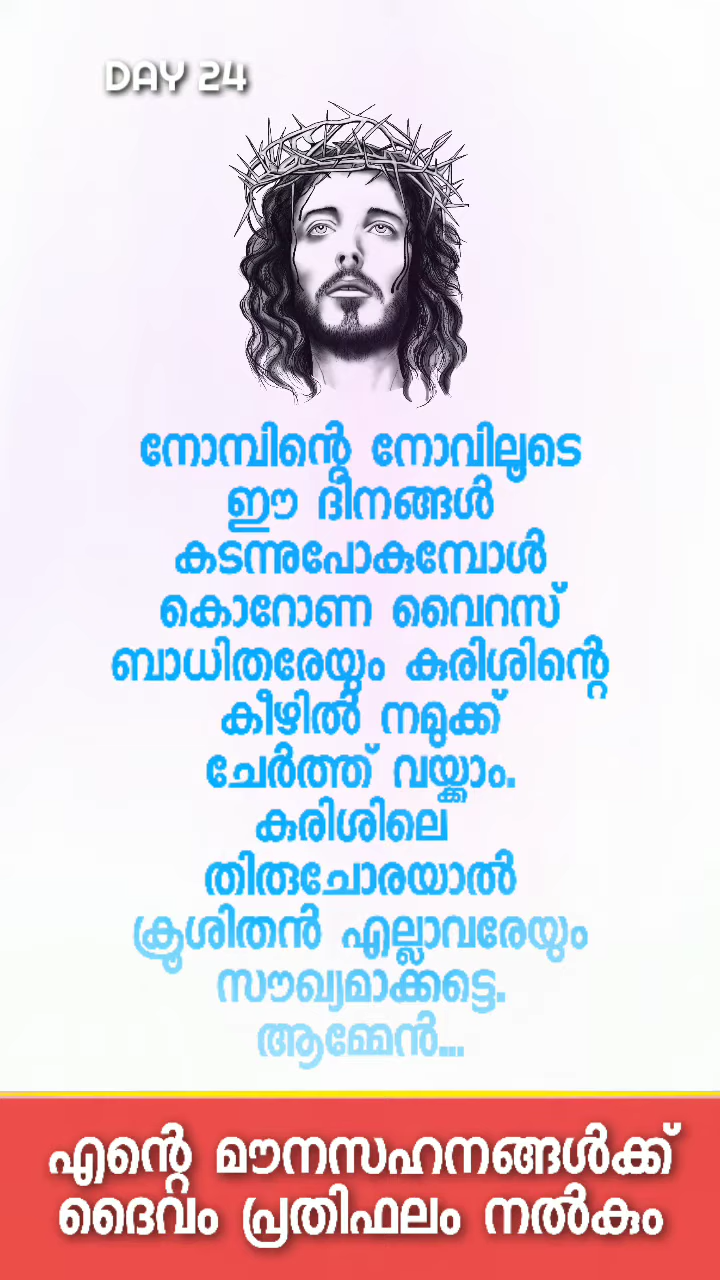 DAY 24
നോമ്പിന്റെ നോവിലൂടെ
ഈ ദിനങ്ങൾ
കടന്നുപോകുമ്പോൾ
കൊറോണ വൈറസ്
ബാധിതരേയും കുരിശിന്റെ
കീഴിൽ നമുക്ക്
ചേർത്ത് വയ്ക്കാം.
കുരിശിലെ
തിരുചോരയാൽ
ക്രൂശിതൻ എല്ലാവരേയും
സൗഖ്യമാക്കട്ടെ.
ആമ്മേൻ...
എന്റെ മൗനസഹനങ്ങൾക്ക്
ദൈവം പ്രതിഫലം നൽകും